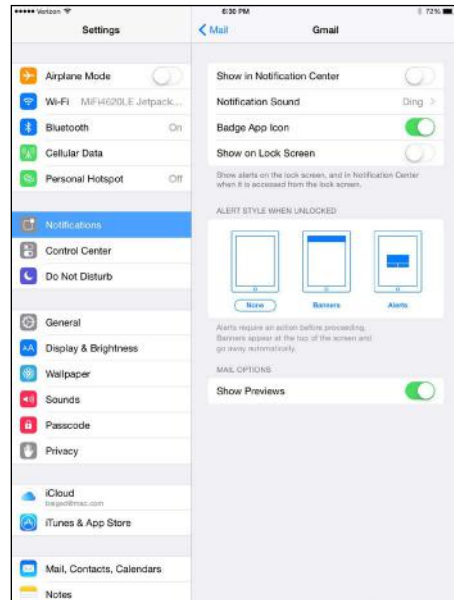 Verizon
6:30 PM
72%
Settings
Mail
Gmail
Airplane Mode
Wi-Fi MiFi4620LE Jetpack...
Bluetooth On
Cellular Data
Personal Hotspot Off
Notifications
Control Center
Do Not Disturb
General
Display & Brightness
Wallpaper
Sounds
Passcode
Privacy
iCloud
iTunes & App Store
Mail, Contacts, Calendars
Notes
Show in Notification Center
Notification Sound Ding
Badge App Icon
Show on Lock Screen
Show alerts on the lock screen, and in Notification Center
when it is accessed from the lock screen.
ALERT STYLE WHEN UNLOCKED
None Banners Alerts
Alerts require an action before proceeding.
Banners appear at the top of the screen and
go away automatically.
MAIL OPTIONS
Show Previews